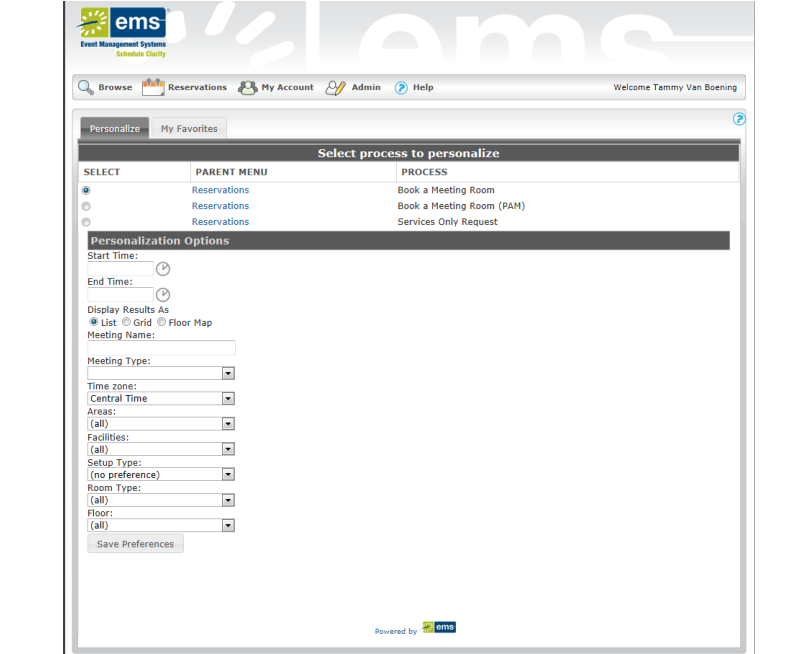 ems®
Event Management Systems
Schedule Clarity
ems
Browse Reservations My Account Admin ? Help Welcome Tammy Van Boening
?
Personalize My Favorites
Select process to personalize
SELECT PARENT MENU PROCESS
Reservations Book a Meeting Room
Reservations Book a Meeting Room (PAM)
Reservations Services Only Request
Personalization Options
Start Time:
End Time:
Display Results As
List Grid Floor Map
Meeting Name:
Meeting Type:
Time zone:
Central Time
Areas:
(all)
Facilities:
(all)
Setup Type:
(no preference)
Room Type:
(all)
Floor:
(all)
Save Preferences
Powered by ems